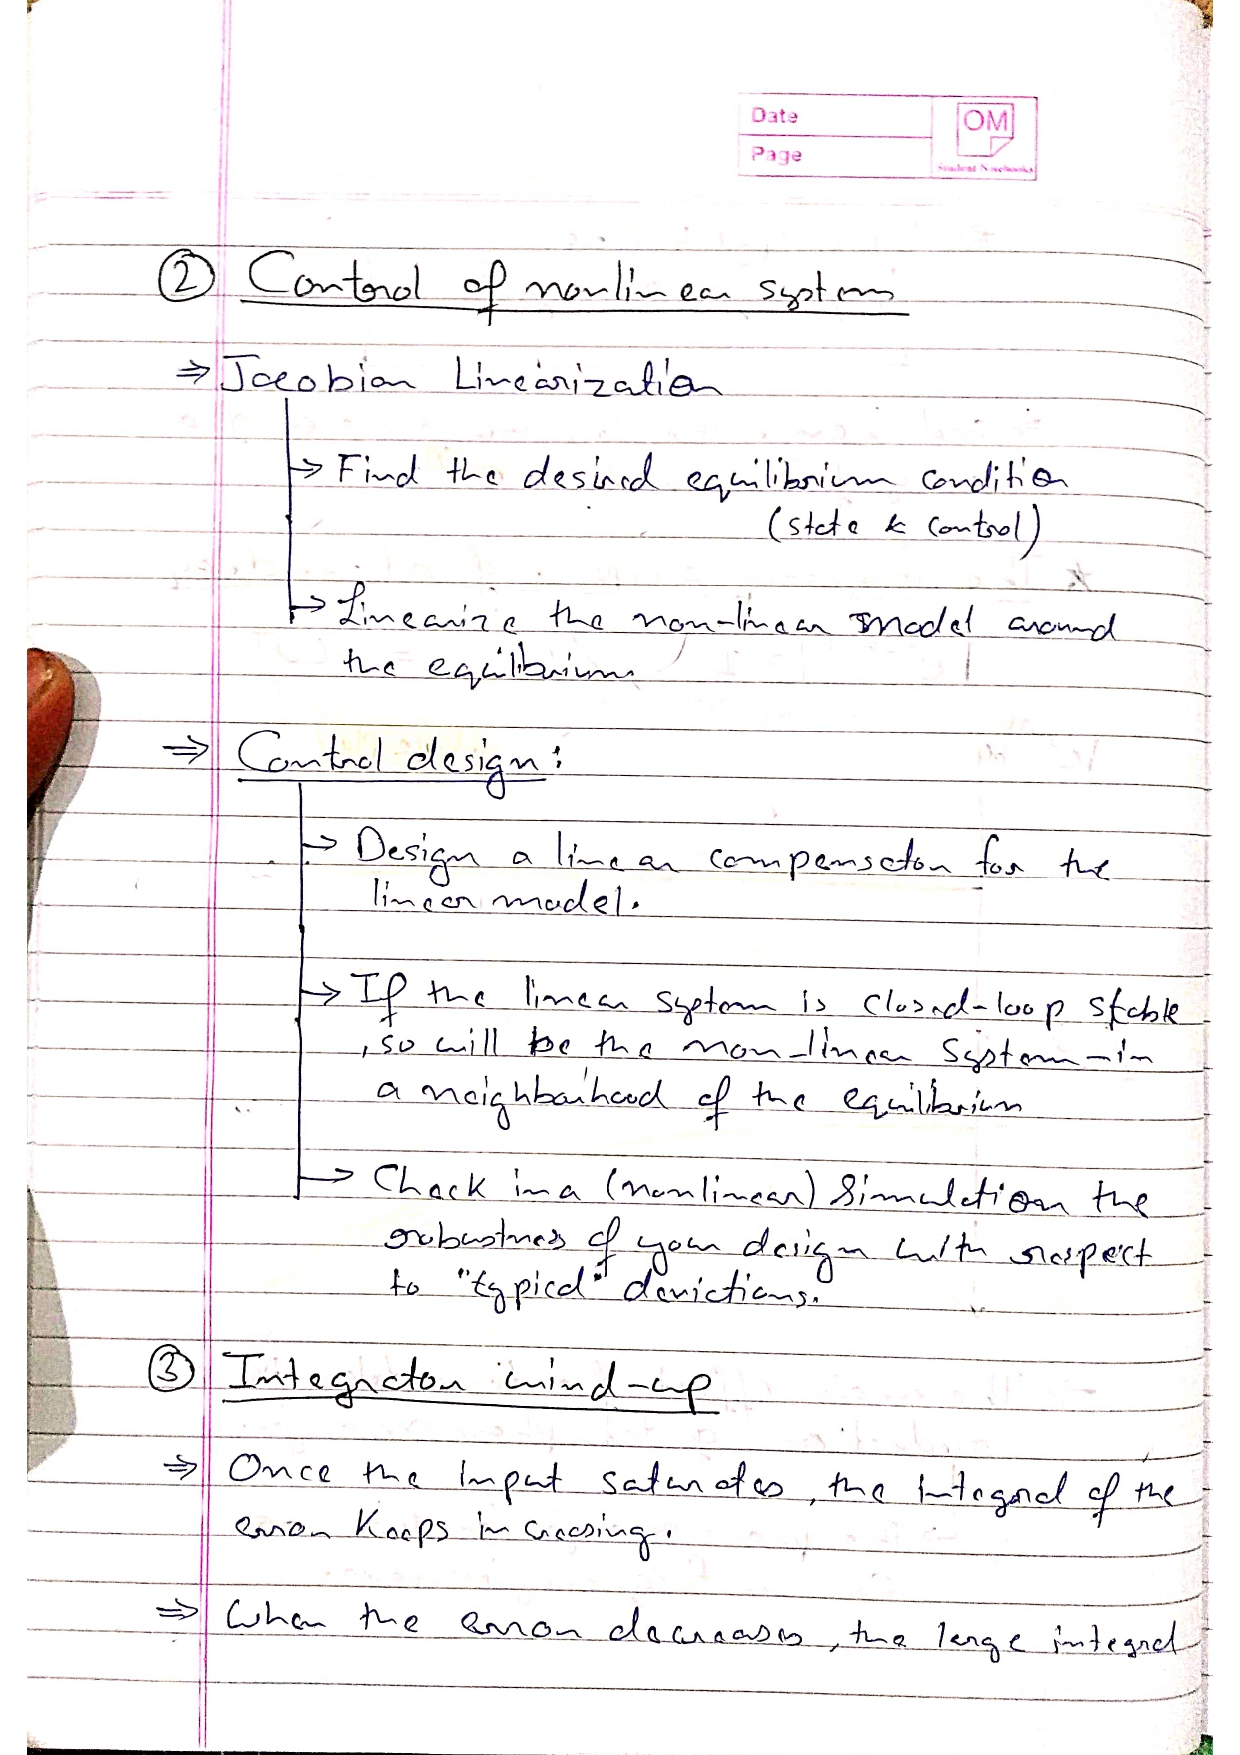 Date
Page
OM
Student Notebooks
② Control of nonlinear system
⇒ Jacobian Linearization
→ Find the desired equilibrium condition
(state & control)
→ Linearize the non-linear model around
the equilibrium
⇒ Control design:
→ Design a linear compensator for the
linear model.
→ If the linear system is closed-loop stable
, so will be the non-linear system - in
a neighborhood of the equilibrium
→ Check in a (nonlinear) simulation the
robustness of your design with respect
to "typical" deviations.
③ Integrator wind-up
⇒ Once the input saturates, the integral of the
error keeps increasing.
⇒ When the error decreases, the large integral